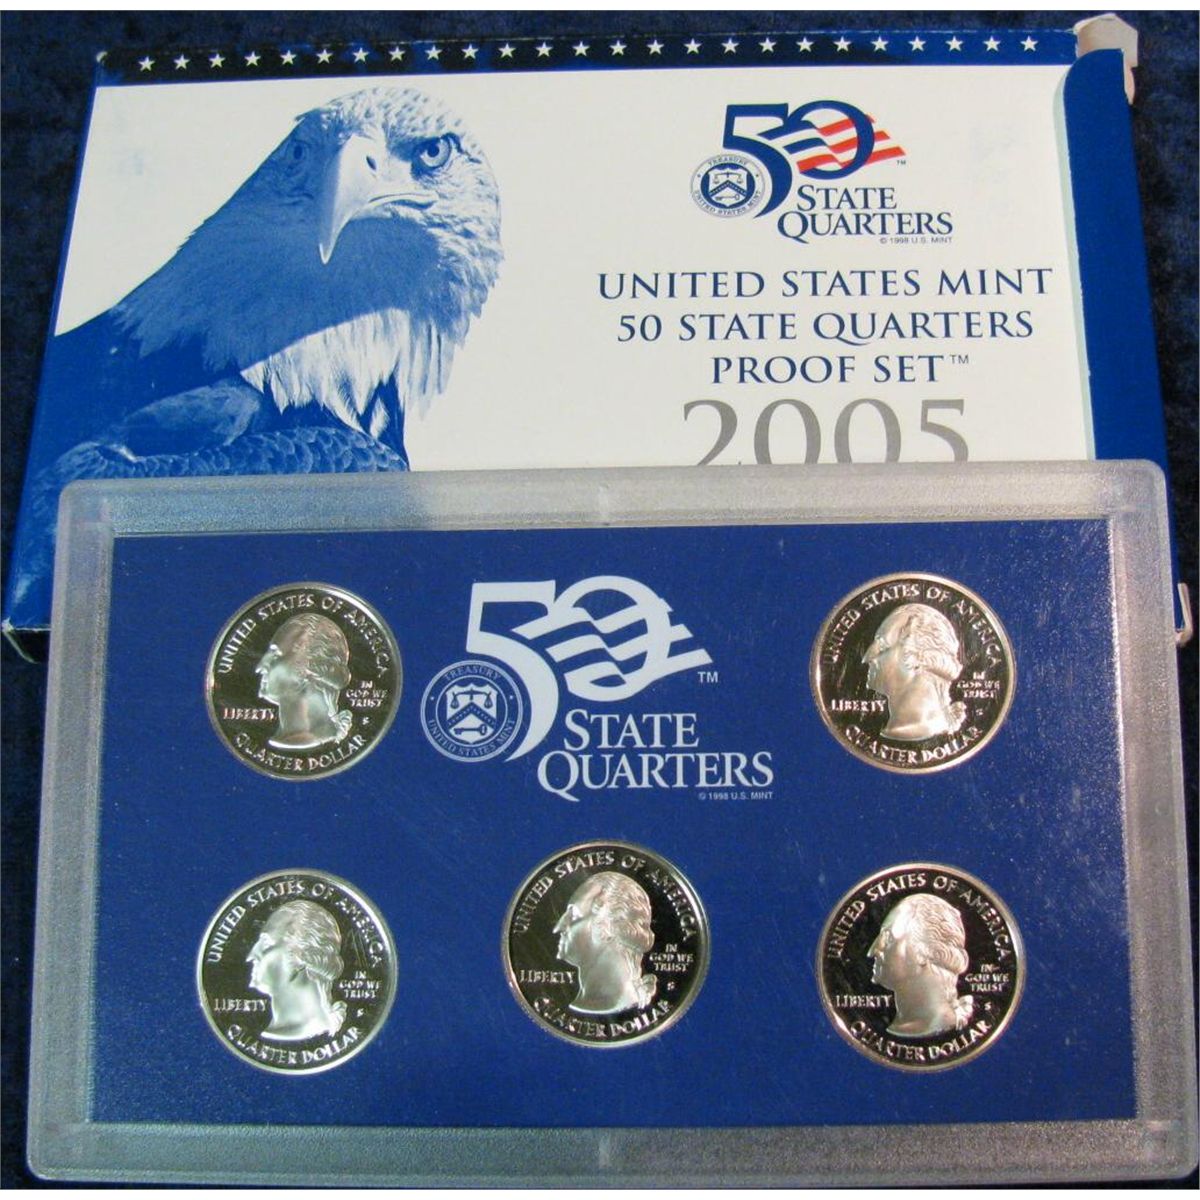 50
TREASURY
UNITED STATES MINT
™
STATE
QUARTERS
© 1998 U.S. MINT
UNITED STATES MINT
50 STATE QUARTERS
PROOF SET™
2005
UNITED STATES OF AMERICA
LIBERTY
IN
GOD WE
TRUST
S
QUARTER DOLLAR
50
TREASURY
UNITED STATES MINT
™
STATE
QUARTERS
© 1998 U.S. MINT
UNITED STATES OF AMERICA
LIBERTY
IN
GOD WE
TRUST
S
QUARTER DOLLAR
UNITED STATES OF AMERICA
LIBERTY
IN
GOD WE
TRUST
S
QUARTER DOLLAR
UNITED STATES OF AMERICA
LIBERTY
IN
GOD WE
TRUST
S
QUARTER DOLLAR
UNITED STATES OF AMERICA
LIBERTY
IN
GOD WE
TRUST
S
QUARTER DOLLAR